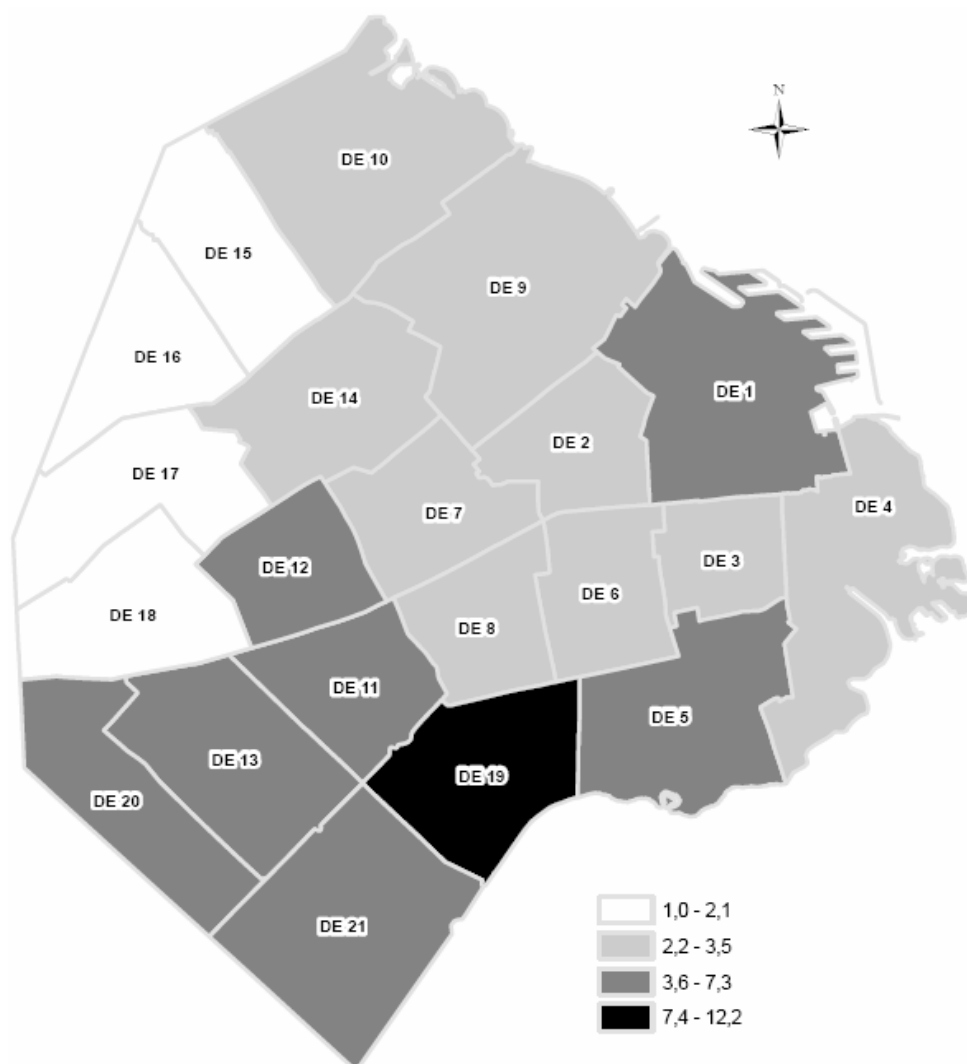 N
DE 10
DE 15
DE 9
DE 16
DE 1
DE 14
DE 2
DE 17
DE 4
DE 7
DE 3
DE 12
DE 6
DE 18
DE 8
DE 11
DE 5
DE 13
DE 19
DE 20
DE 21
1,0 - 2,1
2,2 - 3,5
3,6 - 7,3
7,4 - 12,2